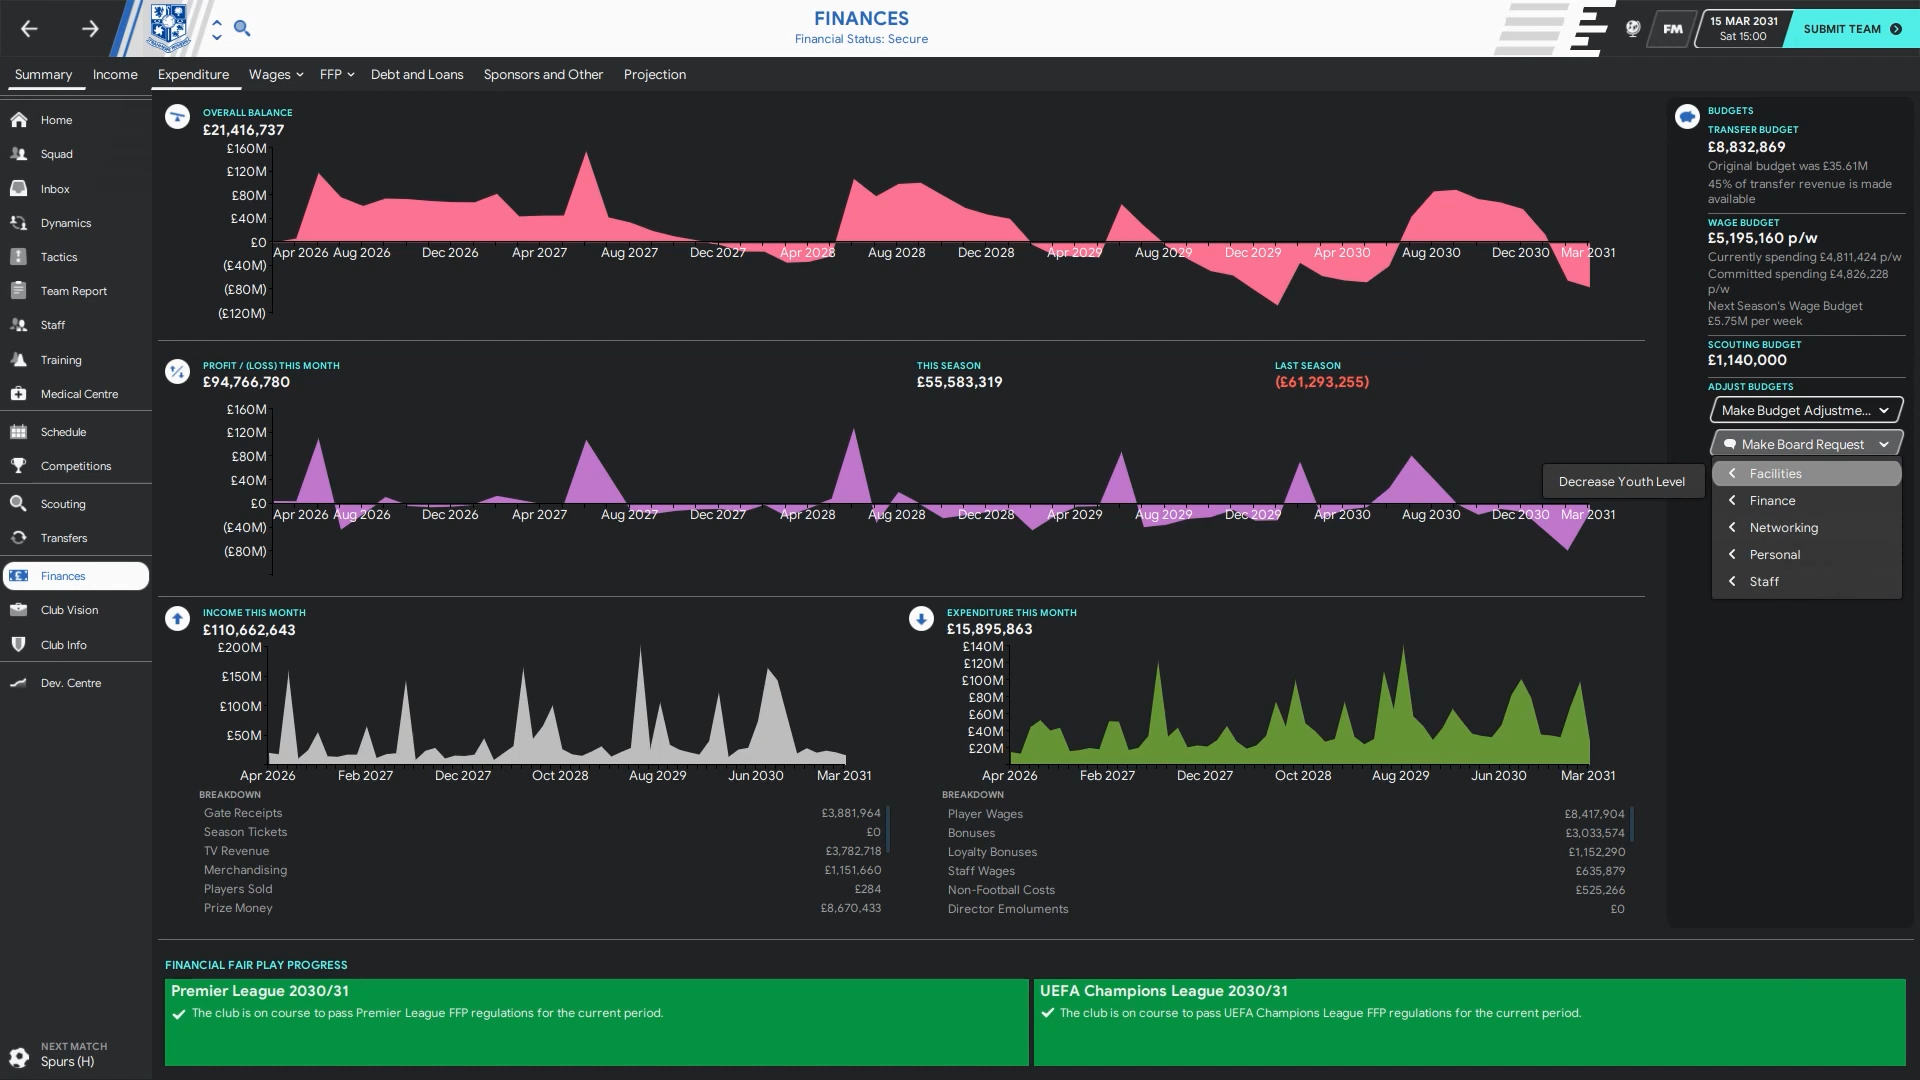 FINANCES
Financial Status: Secure
FM
15 MAR 2031
Sat 15:00
SUBMIT TEAM
Summary
Income
Expenditure
Wages
FFP
Debt and Loans
Sponsors and Other
Projection
Home
Squad
Inbox
Dynamics
Tactics
Team Report
Staff
Training
Medical Centre
Schedule
Competitions
Scouting
Transfers
Finances
Club Vision
Club Info
Dev. Centre
NEXT MATCH
Spurs (H)
OVERALL BALANCE
£21,416,737
£160M
£120M
£80M
£40M
£0
(£40M)
(£80M)
(£120M)
Apr 2026 Aug 2026 Dec 2026 Apr 2027 Aug 2027 Dec 2027 Apr 2028 Aug 2028 Dec 2028 Apr 2029 Aug 2029 Dec 2029 Apr 2030 Aug 2030 Dec 2030 Mar 2031
PROFIT / (LOSS) THIS MONTH
£94,766,780
THIS SEASON
£55,583,319
LAST SEASON
(£61,293,255)
£160M
£120M
£80M
£40M
£0
(£40M)
(£80M)
Apr 2026 Aug 2026 Dec 2026 Apr 2027 Aug 2027 Dec 2027 Apr 2028 Aug 2028 Dec 2028 Apr 2029 Aug 2029 Dec 2029 Apr 2030 Aug 2030 Dec 2030 Mar 2031
INCOME THIS MONTH
£110,662,643
£200M
£150M
£100M
£50M
Apr 2026 Feb 2027 Dec 2027 Oct 2028 Aug 2029 Jun 2030 Mar 2031
BREAKDOWN
Gate Receipts £3,881,964
Season Tickets £0
TV Revenue £3,782,718
Merchandising £1,151,660
Players Sold £284
Prize Money £8,670,433
EXPENDITURE THIS MONTH
£15,895,863
£140M
£120M
£100M
£80M
£60M
£40M
£20M
Apr 2026 Feb 2027 Dec 2027 Oct 2028 Aug 2029 Jun 2030 Mar 2031
BREAKDOWN
Player Wages £8,417,904
Bonuses £3,033,574
Loyalty Bonuses £1,152,290
Staff Wages £635,879
Non-Football Costs £525,266
Director Emoluments £0
BUDGETS
TRANSFER BUDGET
£8,832,869
Original budget was £35.61M
45% of transfer revenue is made
available
WAGE BUDGET
£5,195,160 p/w
Currently spending £4,811,424 p/w
Committed spending £4,826,228
p/w
Next Season's Wage Budget
£5.75M per week
SCOUTING BUDGET
£1,140,000
ADJUST BUDGETS
Make Budget Adjustme...
Make Board Request
Decrease Youth Level
Facilities
Finance
Networking
Personal
Staff
FINANCIAL FAIR PLAY PROGRESS
Premier League 2030/31
The club is on course to pass Premier League FFP regulations for the current period.
UEFA Champions League 2030/31
The club is on course to pass UEFA Champions League FFP regulations for the current period.